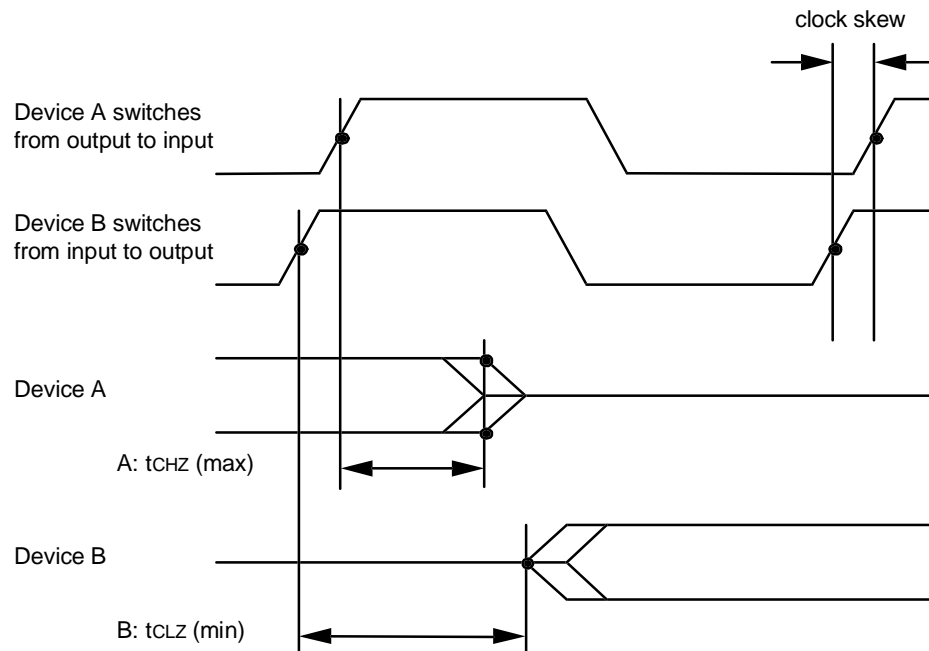 clock skew
Device A switches
from output to input
Device B switches
from input to output
Device A
A: tCHZ (max)
Device B
B: tCLZ (min)